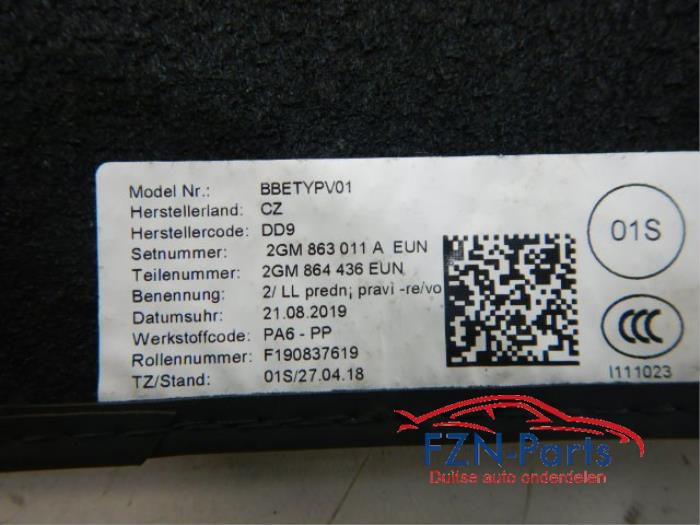 Model Nr.: BBETYPV01
Herstellerland: CZ
Herstellercode: DD9
Setnummer: 2GM 863 011 A EUN
Teilenummer: 2GM 864 436 EUN
Benennung: 2/ LL predn; pravi -re/vo
Datumsuhr: 21.08.2019
Werkstoffcode: PA6 - PP
Rollennummer: F190837619
TZ/Stand: 01S/27.04.18
01S
CCC
I111023
FZN-Parts
Duitse auto onderdelen